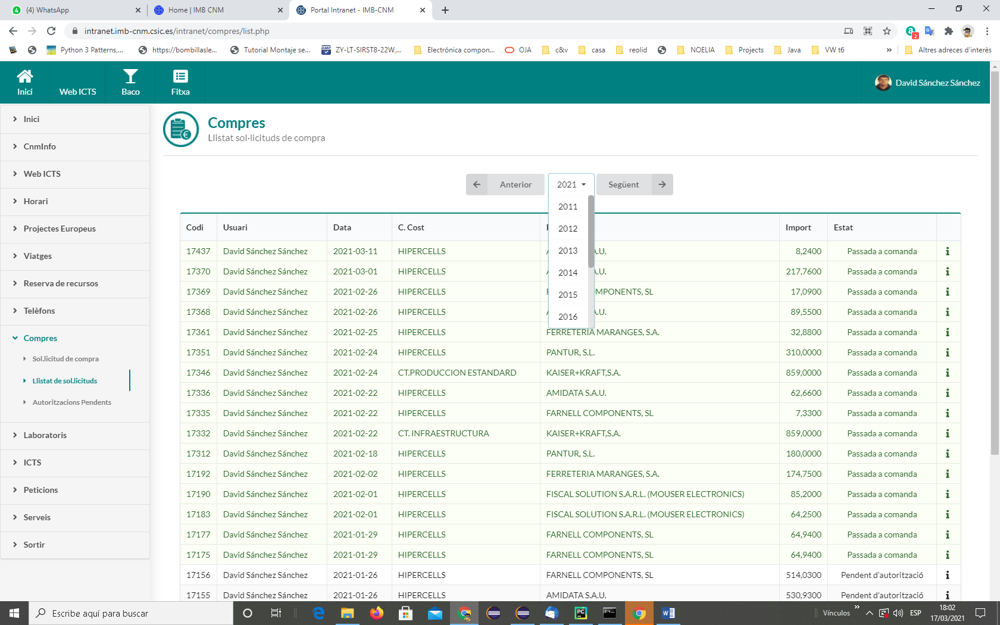 (4) WhatsApp
Home | IMB CNM
Portal Intranet - IMB-CNM
intranet.imb-cnm.csic.es/intranet/compres/list.php
2
Python 3 Patterns,...
https://bombillasle...
Tutorial Montaje se...
ZY-LT-SIRST8-22W,...
Electrónica compon...
OJA
c&v
casa
reolid
NOELIA
Projects
Java
VW t6
»
Altres adreces d'interès
Inici
Web ICTS
Baco
Fitxa
David Sánchez Sánchez
Inici
CnmInfo
Web ICTS
Horari
Projectes Europeus
Viatges
Reserva de recursos
Telèfons
Compres
Sol.licitud de compra
Llistat de sol.licituds
Autoritzacions Pendents
Laboratoris
ICTS
Peticions
Serveis
Sortir
Compres
Llistat sol·licituds de compra
Anterior
2021
Següent
2011
2012
2013
2014
2015
2016
Codi Usuari Data C. Cost Import Estat
17437 David Sánchez Sánchez 2021-03-11 HIPERCELLS A.U. 8,2400 Passada a comanda
17370 David Sánchez Sánchez 2021-03-01 HIPERCELLS A.U. 217,7600 Passada a comanda
17369 David Sánchez Sánchez 2021-02-26 HIPERCELLS OMPONENTS, SL 17,0900 Passada a comanda
17368 David Sánchez Sánchez 2021-02-26 HIPERCELLS A.U. 89,5500 Passada a comanda
17361 David Sánchez Sánchez 2021-02-25 HIPERCELLS FERRETERIA MARANGES, S.A. 32,8800 Passada a comanda
17351 David Sánchez Sánchez 2021-02-24 HIPERCELLS PANTUR, S.L. 310,0000 Passada a comanda
17346 David Sánchez Sánchez 2021-02-24 CT.PRODUCCION ESTANDARD KAISER+KRAFT,S.A. 859,0000 Passada a comanda
17336 David Sánchez Sánchez 2021-02-22 HIPERCELLS AMIDATA S.A.U. 62,6600 Passada a comanda
17335 David Sánchez Sánchez 2021-02-22 HIPERCELLS FARNELL COMPONENTS, SL 7,3300 Passada a comanda
17332 David Sánchez Sánchez 2021-02-22 CT. INFRAESTRUCTURA KAISER+KRAFT,S.A. 859,0000 Passada a comanda
17312 David Sánchez Sánchez 2021-02-18 HIPERCELLS PANTUR, S.L. 180,0000 Passada a comanda
17192 David Sánchez Sánchez 2021-02-02 HIPERCELLS FERRETERIA MARANGES, S.A. 174,7500 Passada a comanda
17190 David Sánchez Sánchez 2021-02-01 HIPERCELLS FISCAL SOLUTION S.A.R.L. (MOUSER ELECTRONICS) 85,2000 Passada a comanda
17183 David Sánchez Sánchez 2021-02-01 HIPERCELLS FISCAL SOLUTION S.A.R.L. (MOUSER ELECTRONICS) 64,2500 Passada a comanda
17177 David Sánchez Sánchez 2021-01-29 HIPERCELLS FARNELL COMPONENTS, SL 64,9400 Passada a comanda
17175 David Sánchez Sánchez 2021-01-29 HIPERCELLS FARNELL COMPONENTS, SL 64,9400 Passada a comanda
17156 David Sánchez Sánchez 2021-01-26 HIPERCELLS FARNELL COMPONENTS, SL 514,0300 Pendent d'autorització
17155 David Sánchez Sánchez 2021-01-26 HIPERCELLS AMIDATA S.A.U. 530,9300 Pendent d'autorització
Escribe aquí para buscar
Vínculos
»
ESP
18:02
17/03/2021